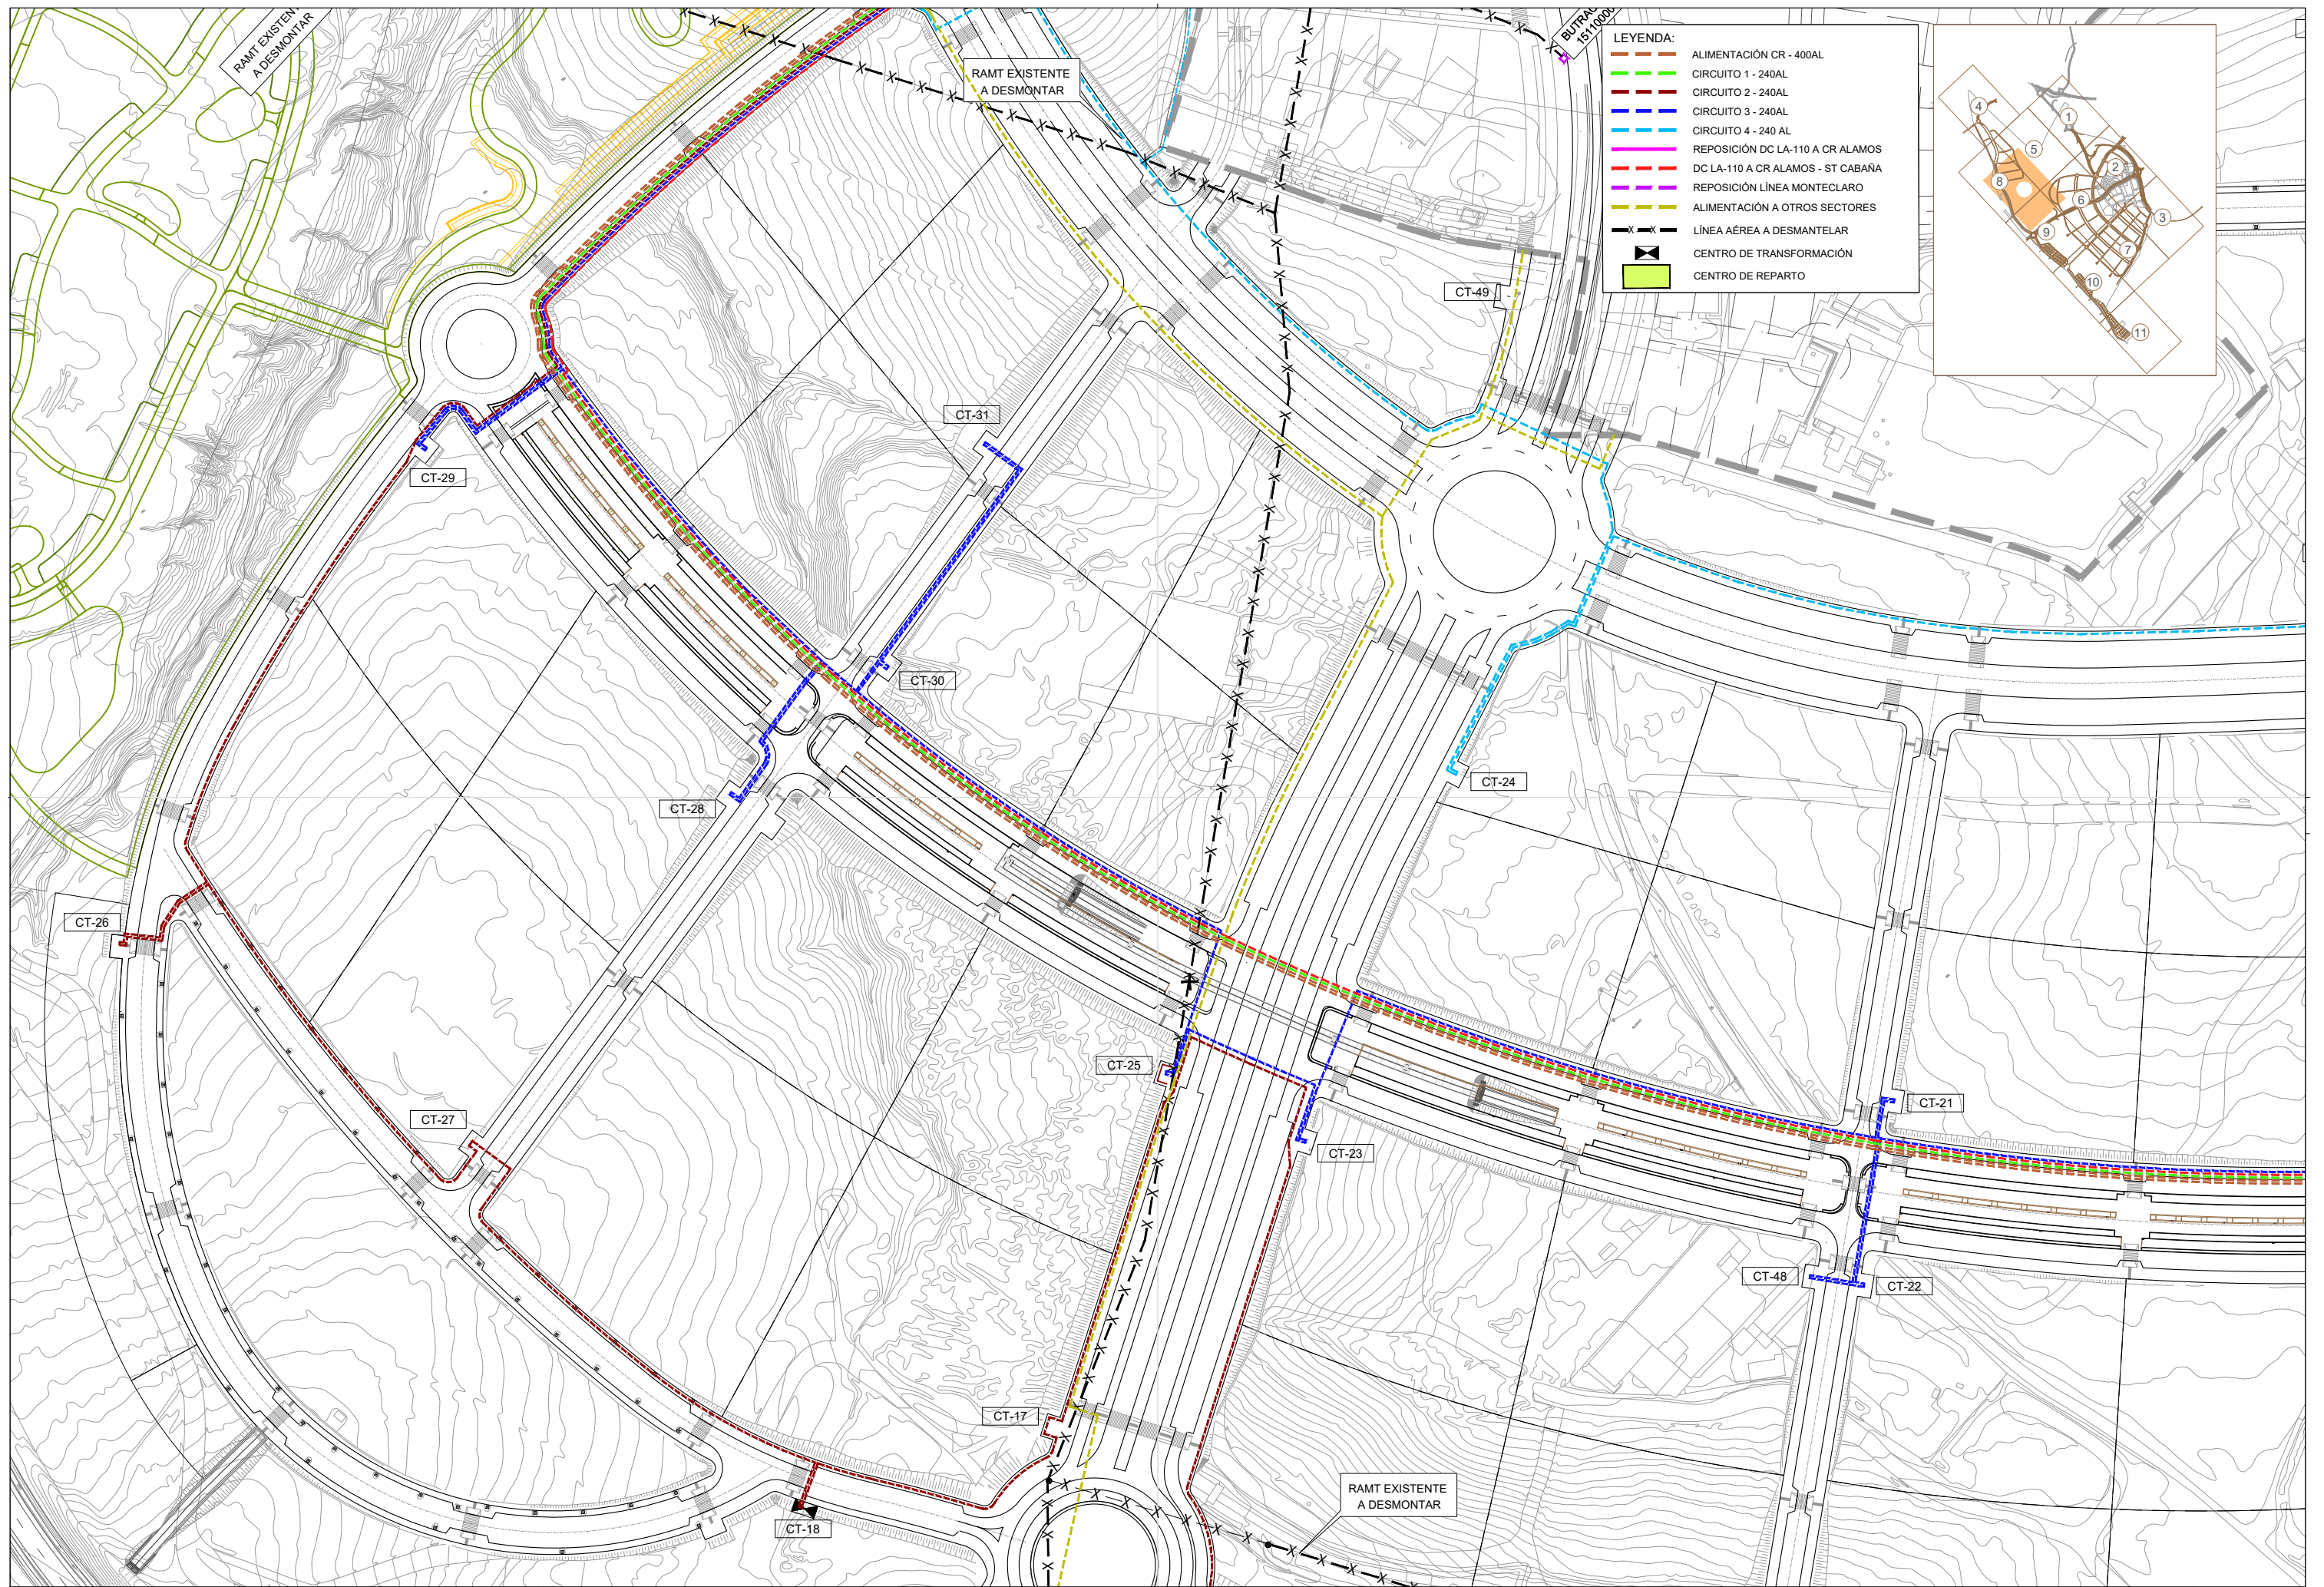 RAMT EXISTENT
A DESMONTAR
RAMT EXISTENTE
A DESMONTAR
BUTRAC
15110000
LEYENDA:
ALIMENTACIÓN CR - 400AL
CIRCUITO 1 - 240AL
CIRCUITO 2 - 240AL
CIRCUITO 3 - 240AL
CIRCUITO 4 - 240 AL
REPOSICIÓN DC LA-110 A CR ALAMOS
DC LA-110 A CR ALAMOS - ST CABAÑA
REPOSICIÓN LÍNEA MONTECLARO
ALIMENTACIÓN A OTROS SECTORES
X X LÍNEA AÉREA A DESMANTELAR
CENTRO DE TRANSFORMACIÓN
CENTRO DE REPARTO
4
1
5
2
8
6
3
9
7
10
11
CT-49
CT-31
CT-29
CT-30
CT-24
CT-28
CT-26
CT-25
CT-21
CT-27
CT-23
CT-48
CT-22
CT-17
RAMT EXISTENTE
A DESMONTAR
CT-18